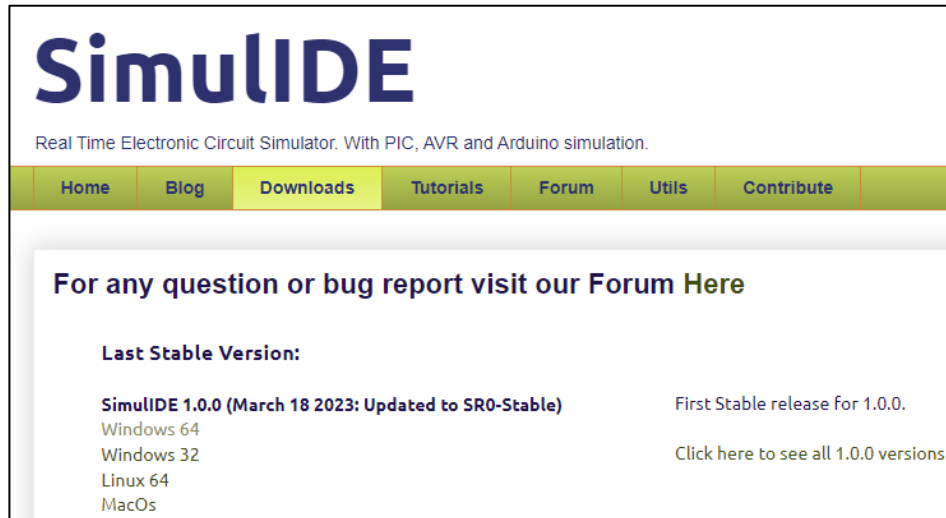 SimulIDE
Real Time Electronic Circuit Simulator. With PIC, AVR and Arduino simulation.
Home Blog Downloads Tutorials Forum Utils Contribute
For any question or bug report visit our Forum Here
Last Stable Version:
SimulIDE 1.0.0 (March 18 2023: Updated to SR0-Stable) First Stable release for 1.0.0.
Windows 64
Windows 32 Click here to see all 1.0.0 versions
Linux 64
MacOs